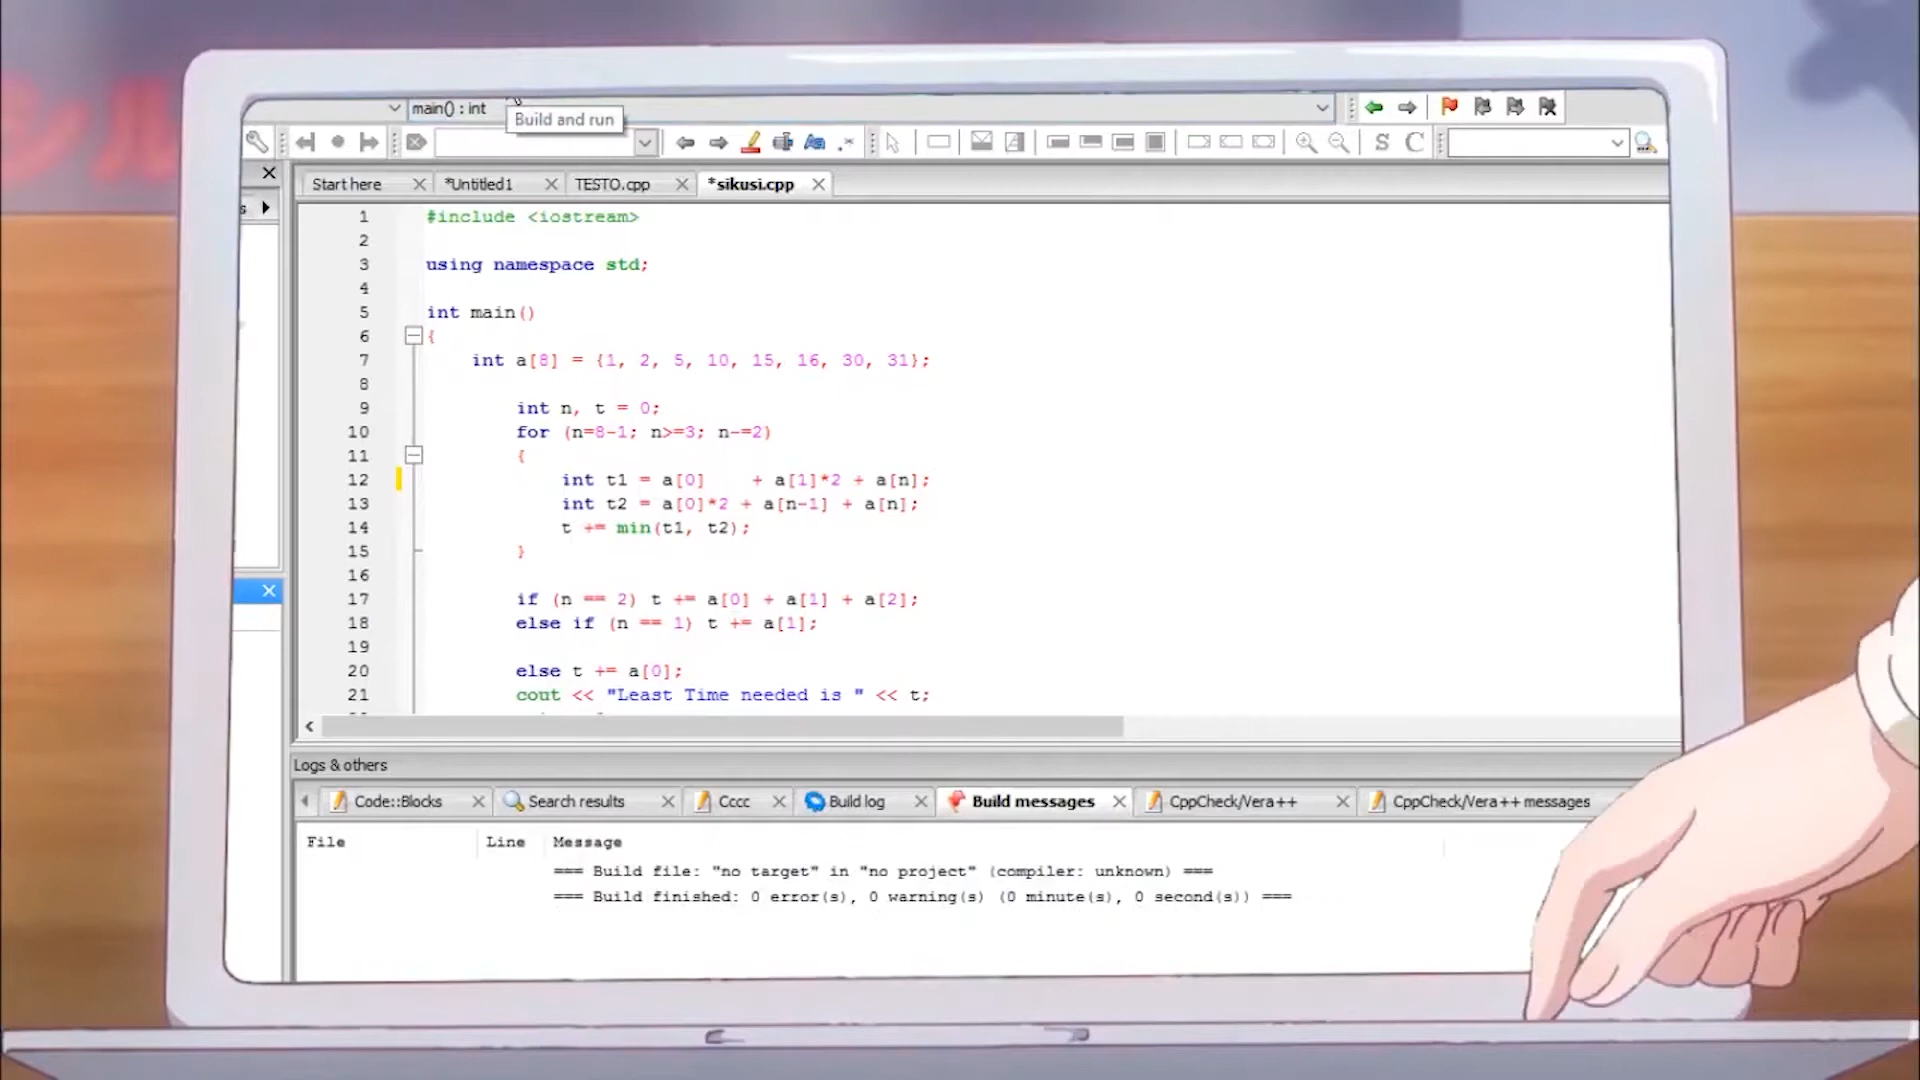 シル
main() : int
Build and run
S C
s
Start here *Untitled1 TESTO.cpp *sikusi.cpp
1 #include <iostream>
2
3 using namespace std;
4
5 int main()
6 {
7 int a[8] = {1, 2, 5, 10, 15, 16, 30, 31};
8
9 int n, t = 0;
10 for (n=8-1; n>=3; n-=2)
11 {
12 int t1 = a[0] + a[1]*2 + a[n];
13 int t2 = a[0]*2 + a[n-1] + a[n];
14 t += min(t1, t2);
15 }
16
17 if (n == 2) t += a[0] + a[1] + a[2];
18 else if (n == 1) t += a[1];
19
20 else t += a[0];
21 cout << "Least Time needed is " << t;
Logs & others
Code::Blocks Search results Cccc Build log Build messages CppCheck/Vera++ CppCheck/Vera++ messages
File Line Message
=== Build file: "no target" in "no project" (compiler: unknown) ===
=== Build finished: 0 error(s), 0 warning(s) (0 minute(s), 0 second(s)) ===